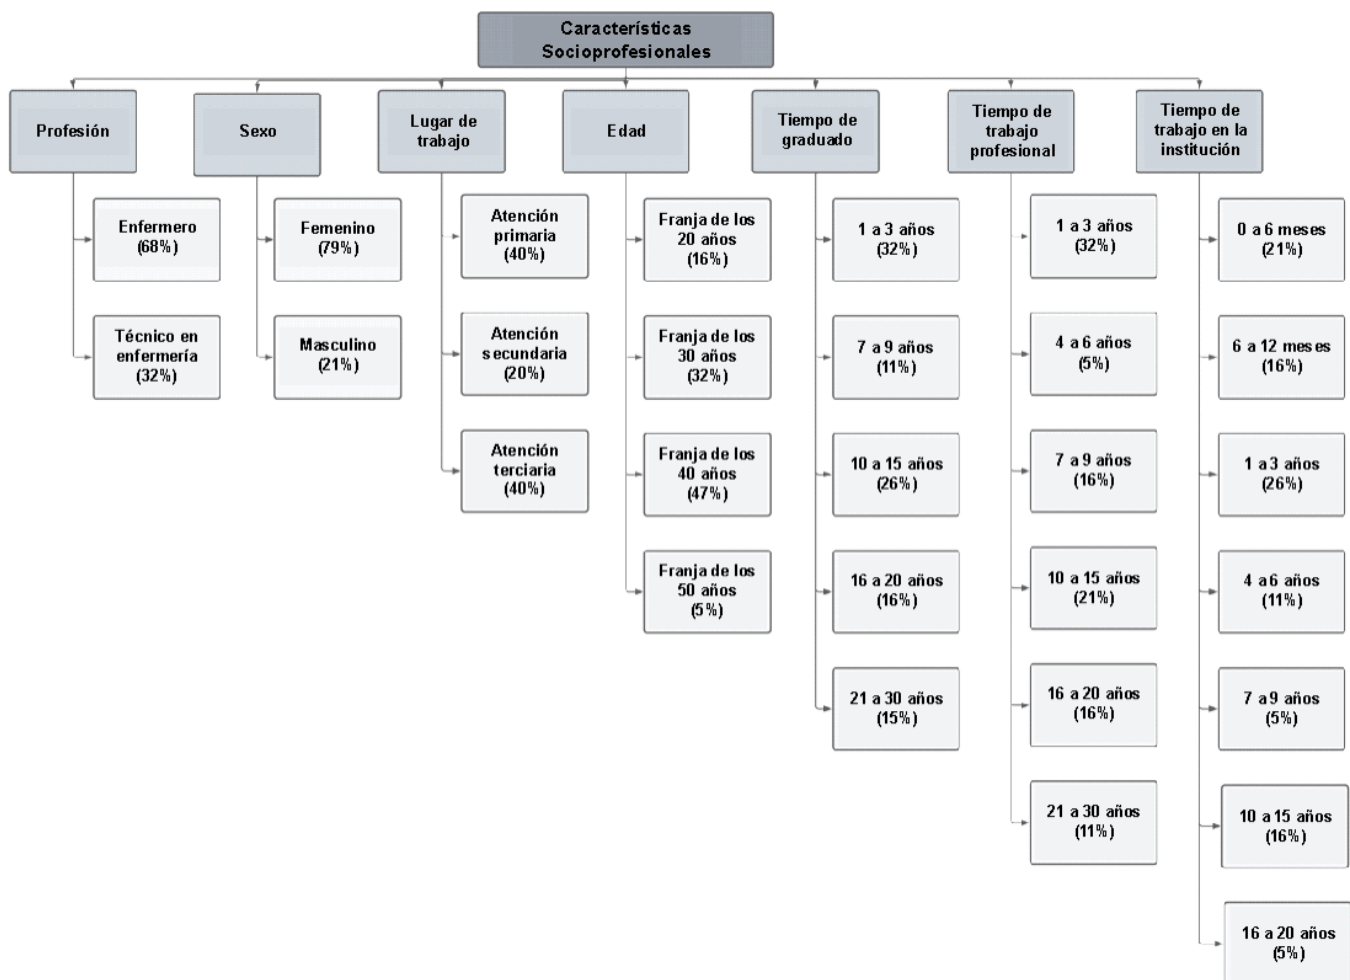 Características
Socioprofesionales
Profesión
Sexo
Lugar de
trabajo
Edad
Tiempo de
graduado
Tiempo de
trabajo
profesional
Tiempo de
trabajo en la
institución
Enfermero
(68%)
Técnico en
enfermería
(32%)
Femenino
(79%)
Masculino
(21%)
Atención
primaria
(40%)
Atención
secundaria
(20%)
Atención
terciaria
(40%)
Franja de los
20 años
(16%)
Franja de los
30 años
(32%)
Franja de los
40 años
(47%)
Franja de los
50 años
(5%)
1 a 3 años
(32%)
7 a 9 años
(11%)
10 a 15 años
(26%)
16 a 20 años
(16%)
21 a 30 años
(15%)
1 a 3 años
(32%)
4 a 6 años
(5%)
7 a 9 años
(16%)
10 a 15 años
(21%)
16 a 20 años
(16%)
21 a 30 años
(11%)
0 a 6 meses
(21%)
6 a 12 meses
(16%)
1 a 3 años
(26%)
4 a 6 años
(11%)
7 a 9 años
(5%)
10 a 15 años
(16%)
16 a 20 años
(5%)